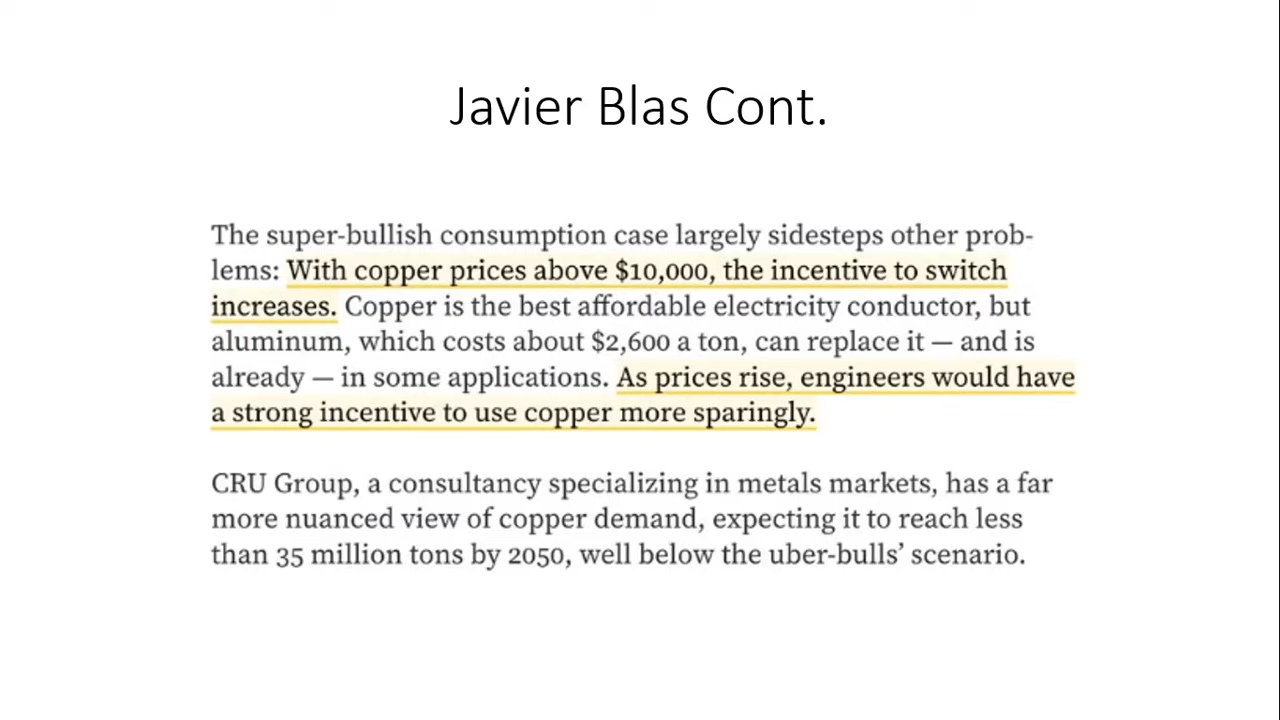 Javier Blas Cont.
The super-bullish consumption case largely sidesteps other prob-
lems: With copper prices above $10,000, the incentive to switch
increases. Copper is the best affordable electricity conductor, but
aluminum, which costs about $2,600 a ton, can replace it — and is
already — in some applications. As prices rise, engineers would have
a strong incentive to use copper more sparingly.
CRU Group, a consultancy specializing in metals markets, has a far
more nuanced view of copper demand, expecting it to reach less
than 35 million tons by 2050, well below the uber-bulls’ scenario.